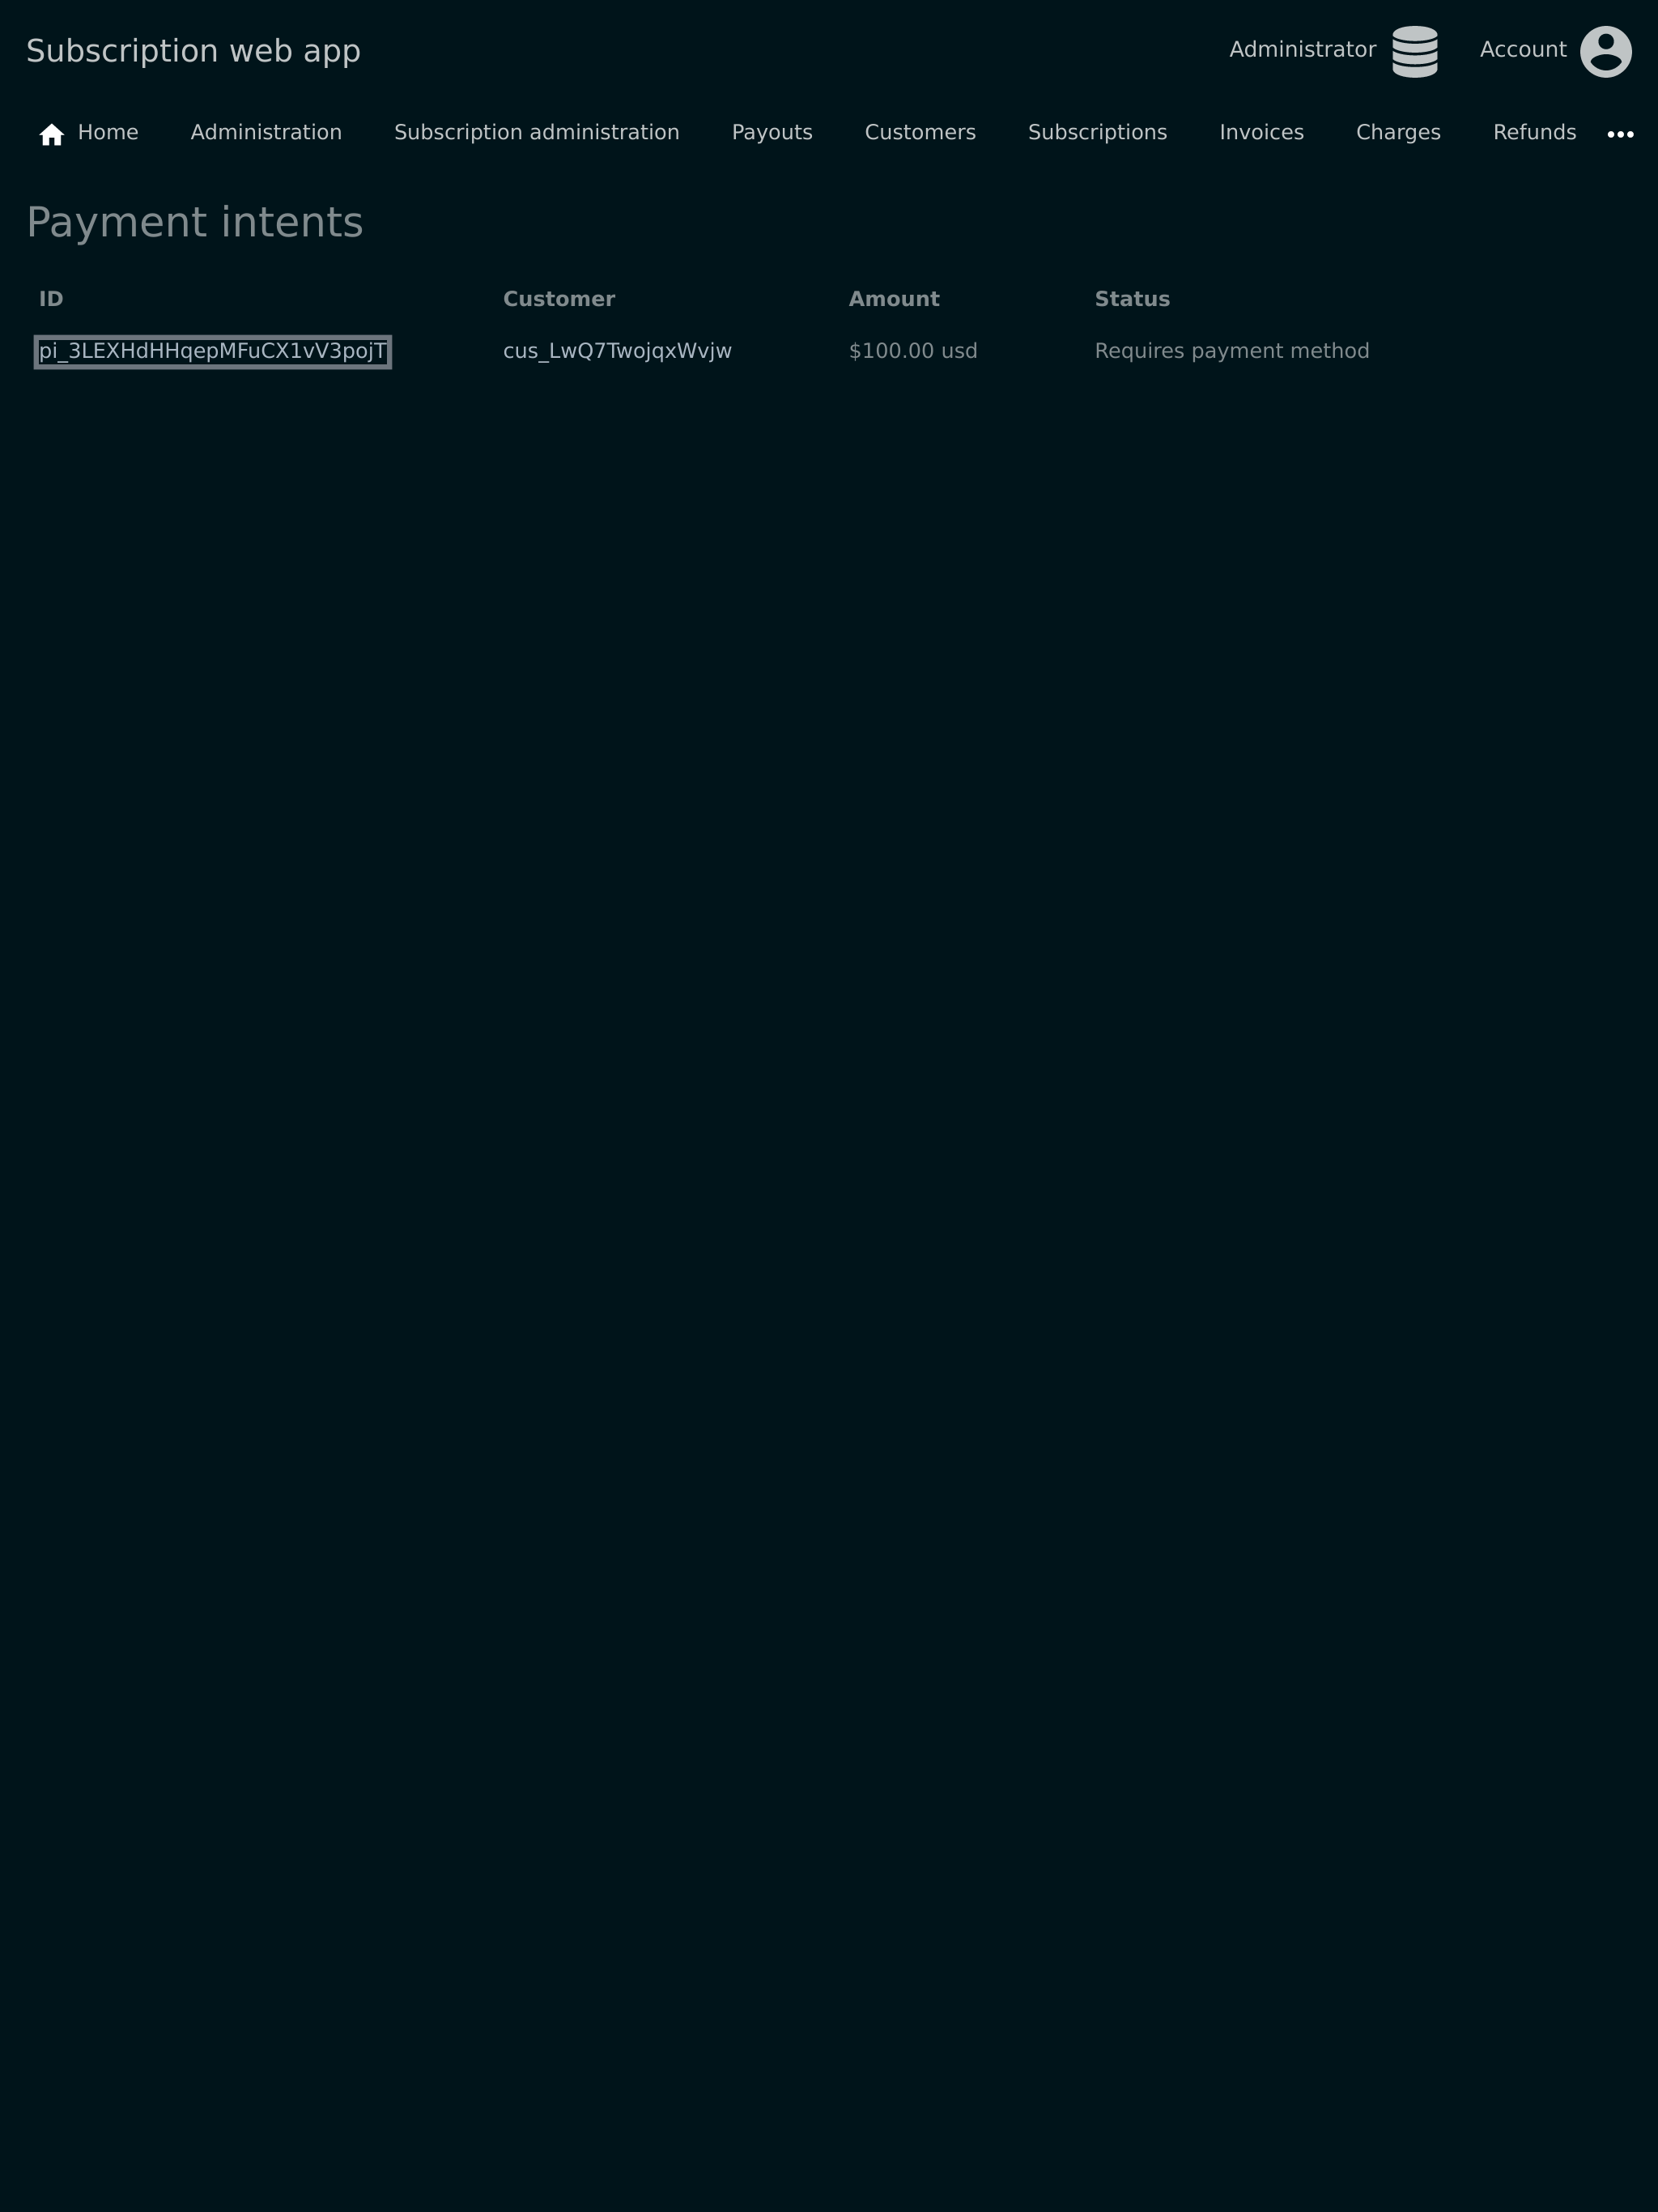 Subscription web app Administrator Account
Home Administration Subscription administration Payouts Customers Subscriptions Invoices Charges Refunds
Payment intents
ID Customer Amount Status
pi_3LEXHdHHqepMFuCX1vV3pojT cus_LwQ7TwojqxWvjw $100.00 usd Requires payment method